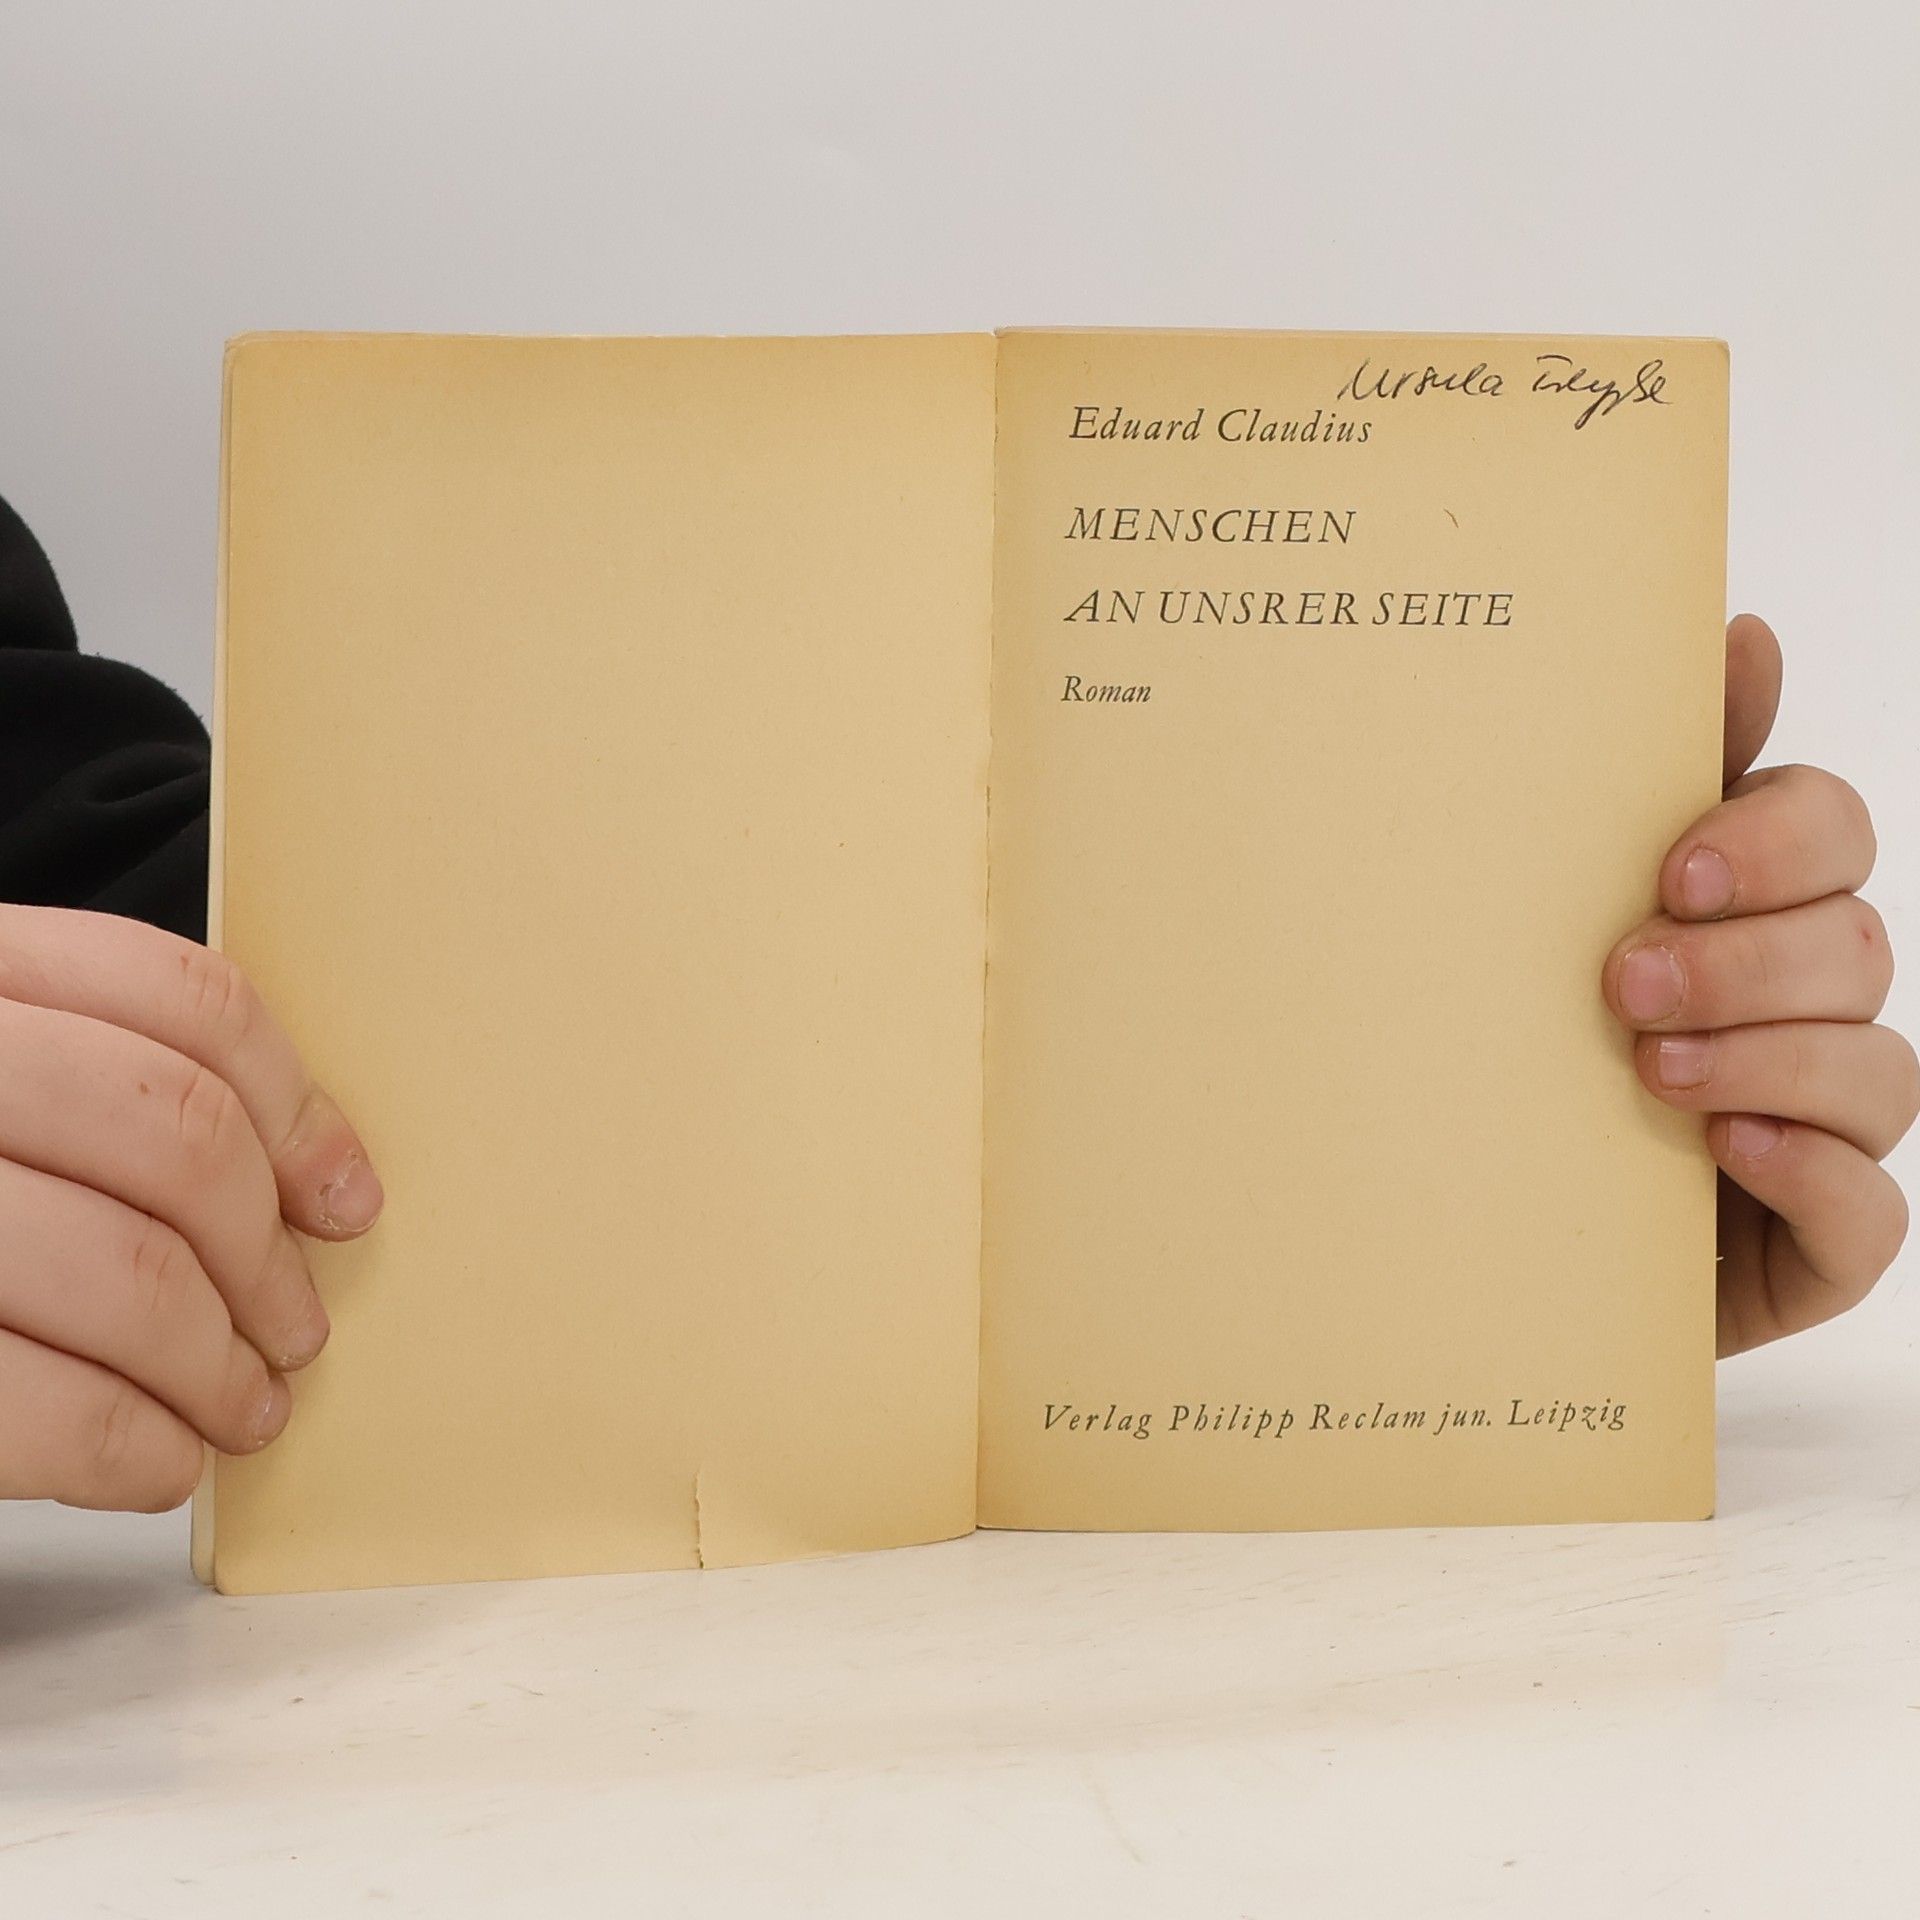 Ursula
Eduard Claudius
MENSCHEN
AN UNSRER SEITE
Roman
Verlag Philipp Reclam jun. Leipzig